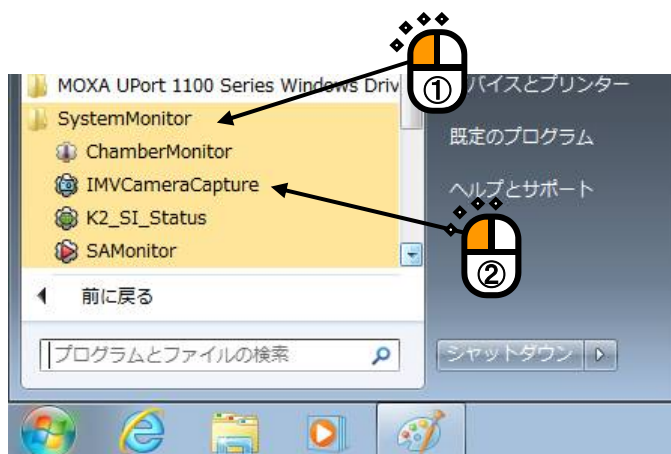 MOXA UPort 1100 Series Windows Driv
バイスとプリンター
①
SystemMonitor
既定のプログラム
ChamberMonitor
IMVCameraCapture
ヘルプとサポート
K2_SI_Status
SAMonitor
②
前に戻る
プログラムとファイルの検索
シャットダウン